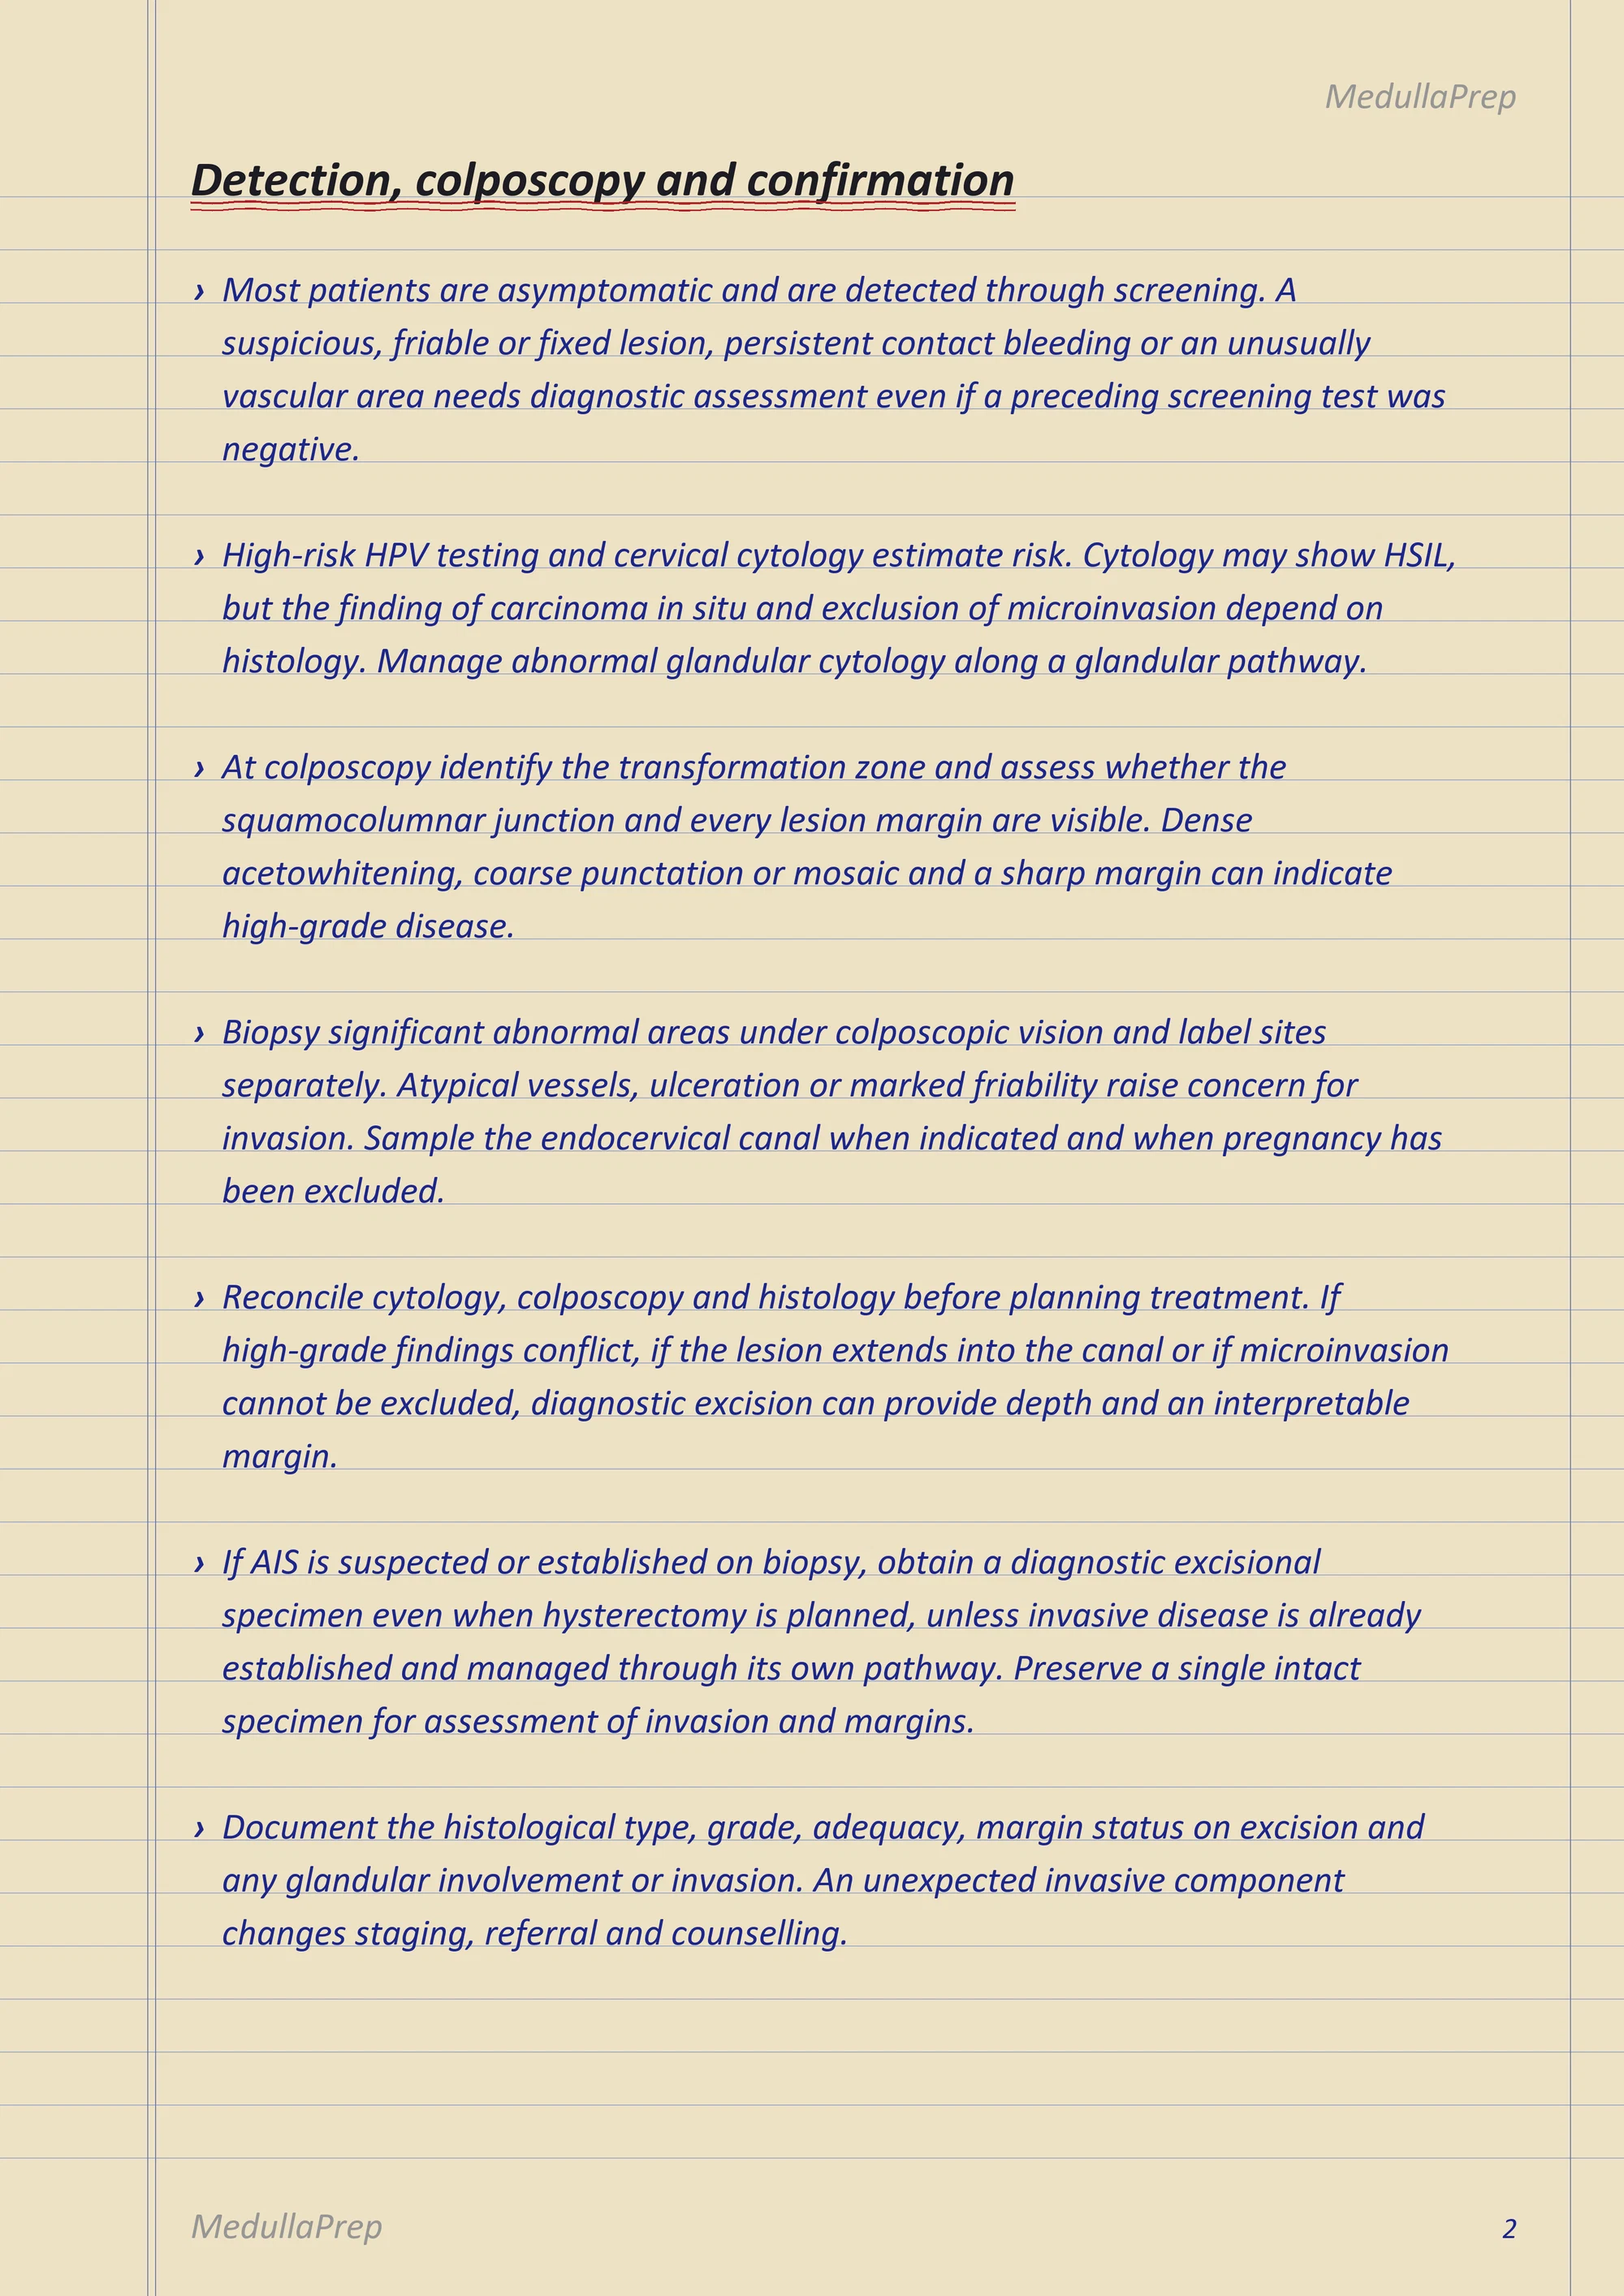 MedullaPrep
Detection, colposcopy and confirmation
› Most patients are asymptomatic and are detected through screening. A
suspicious, friable or fixed lesion, persistent contact bleeding or an unusually
vascular area needs diagnostic assessment even if a preceding screening test was
negative.
› High-risk HPV testing and cervical cytology estimate risk. Cytology may show HSIL,
but the finding of carcinoma in situ and exclusion of microinvasion depend on
histology. Manage abnormal glandular cytology along a glandular pathway.
› At colposcopy identify the transformation zone and assess whether the
squamocolumnar junction and every lesion margin are visible. Dense
acetowhitening, coarse punctation or mosaic and a sharp margin can indicate
high-grade disease.
› Biopsy significant abnormal areas under colposcopic vision and label sites
separately. Atypical vessels, ulceration or marked friability raise concern for
invasion. Sample the endocervical canal when indicated and when pregnancy has
been excluded.
› Reconcile cytology, colposcopy and histology before planning treatment. If
high-grade findings conflict, if the lesion extends into the canal or if microinvasion
cannot be excluded, diagnostic excision can provide depth and an interpretable
margin.
› If AIS is suspected or established on biopsy, obtain a diagnostic excisional
specimen even when hysterectomy is planned, unless invasive disease is already
established and managed through its own pathway. Preserve a single intact
specimen for assessment of invasion and margins.
› Document the histological type, grade, adequacy, margin status on excision and
any glandular involvement or invasion. An unexpected invasive component
changes staging, referral and counselling.
MedullaPrep
2